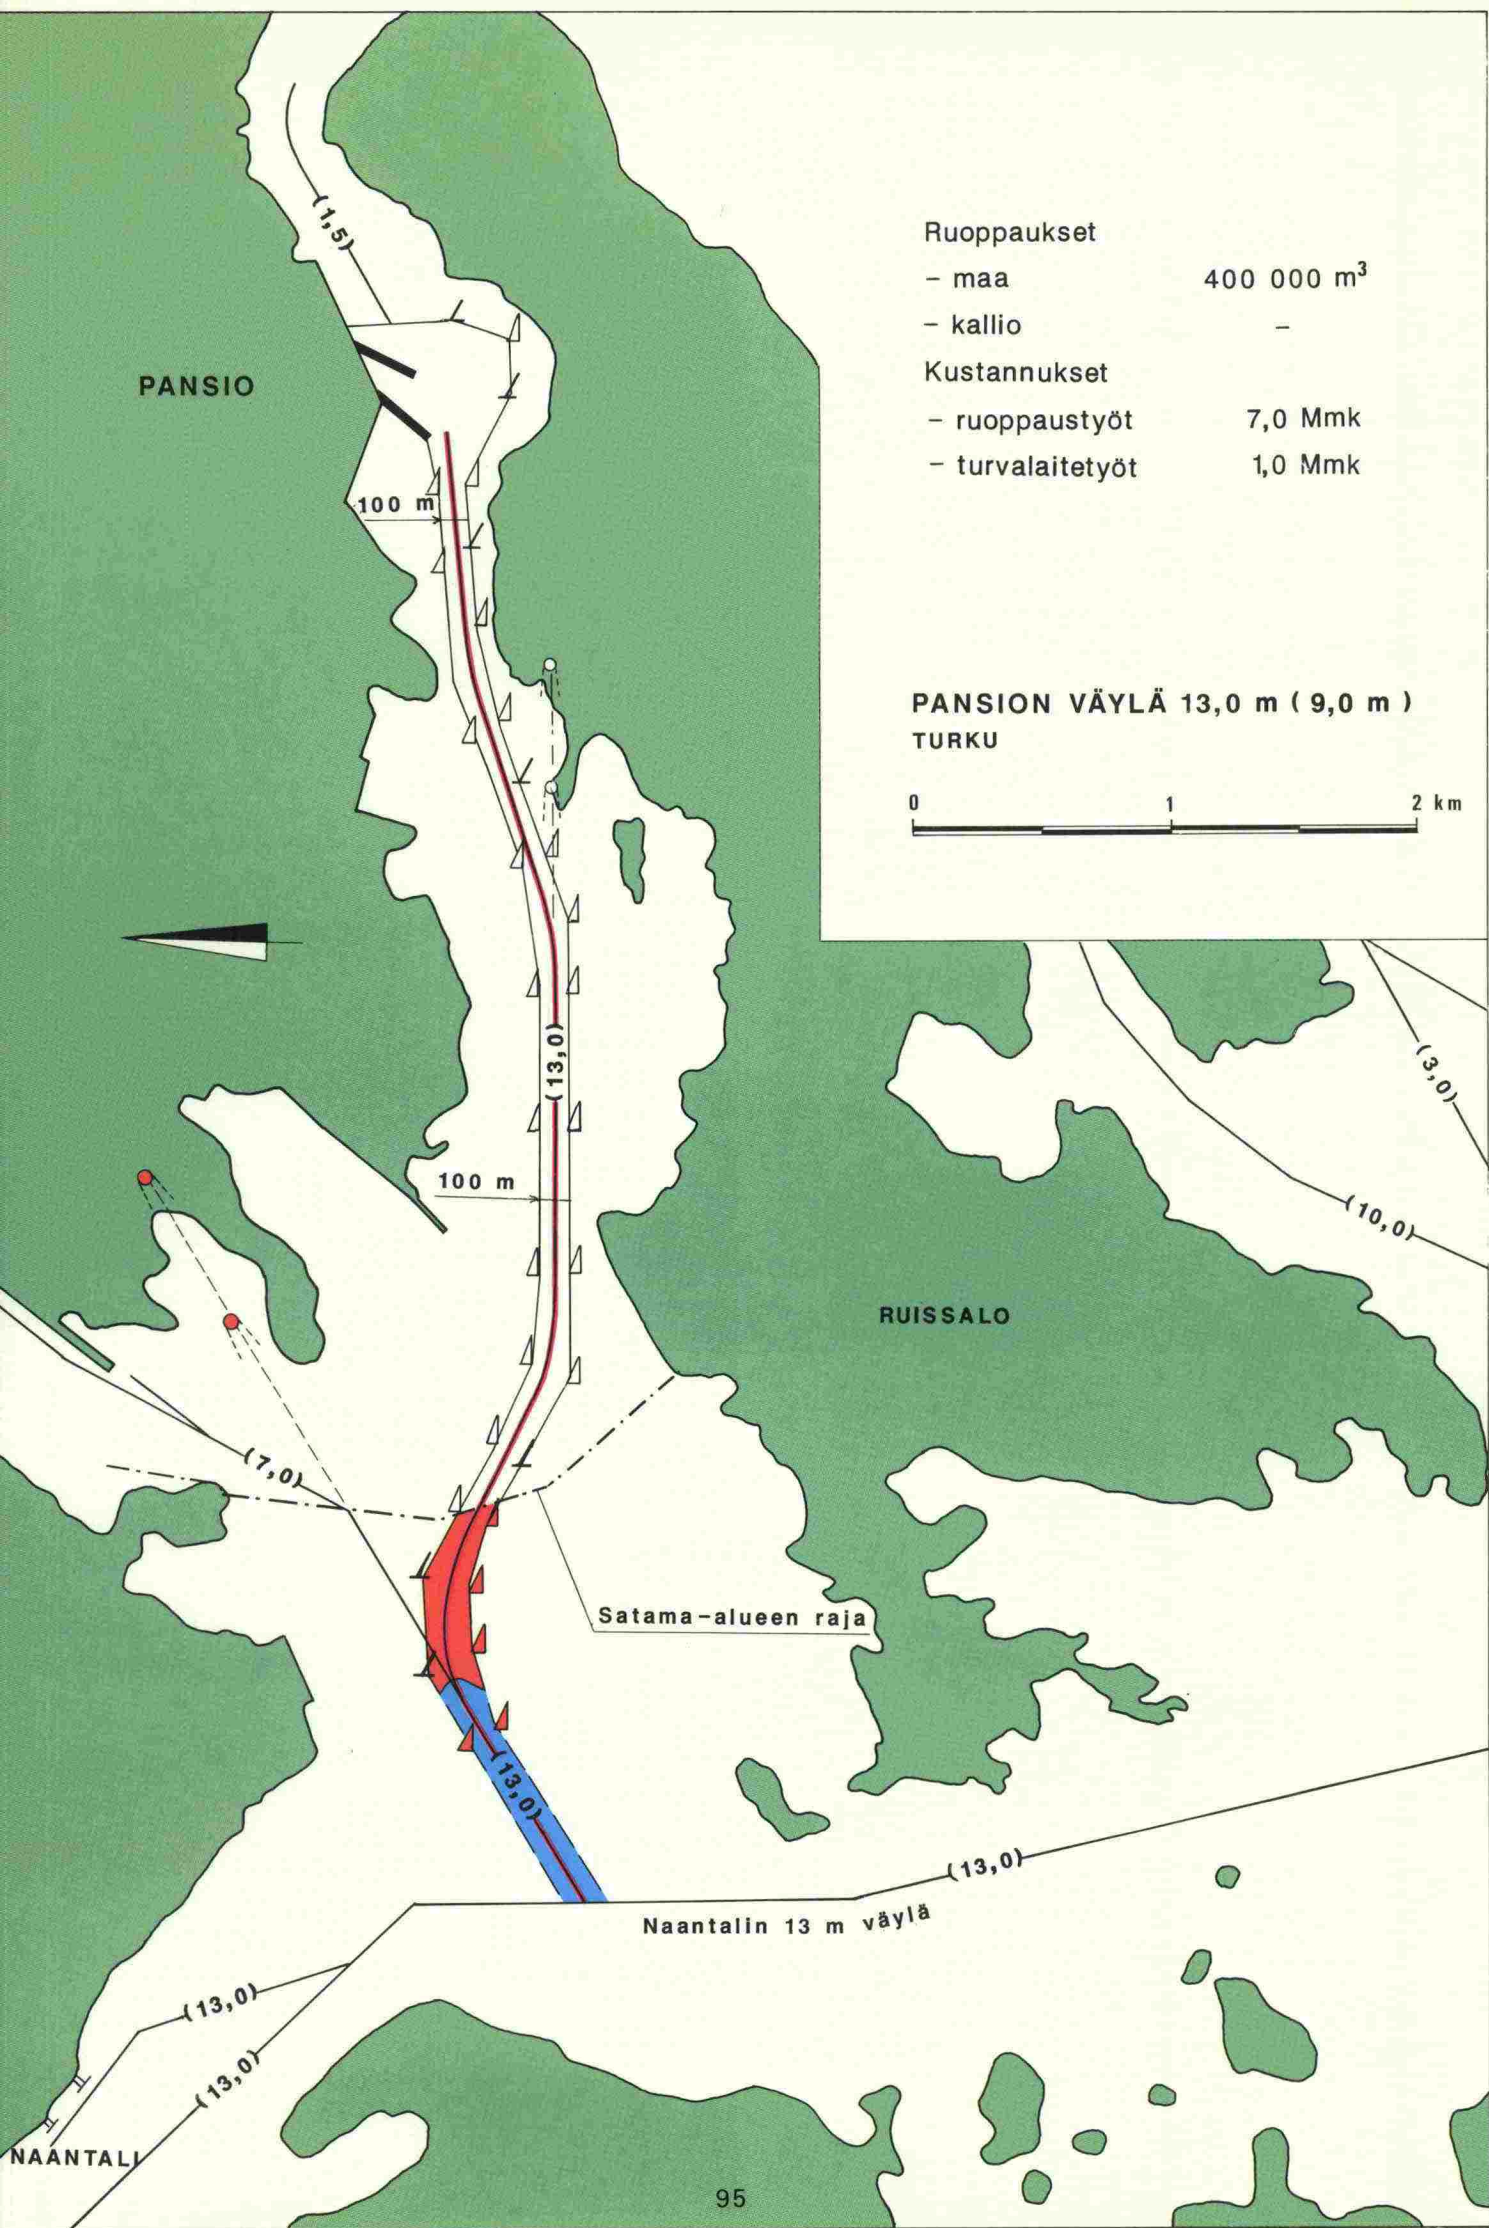 (1,5)
Ruoppaukset
- maa 400 000 m³
- kallio -
Kustannukset
- ruoppaustyöt 7,0 Mmk
- turvalaitetyöt 1,0 Mmk
PANSIO
100 m
PANSION VÄYLÄ 13,0 m ( 9,0 m )
TURKU
0 1 2 km
(13,0)
(3,0)
100 m
(10,0)
RUISSALO
(7,0)
Satama-alueen raja
(13,0)
(13,0)
Naantalin 13 m väylä
(13,0)
(13,0)
NAANTALI
95